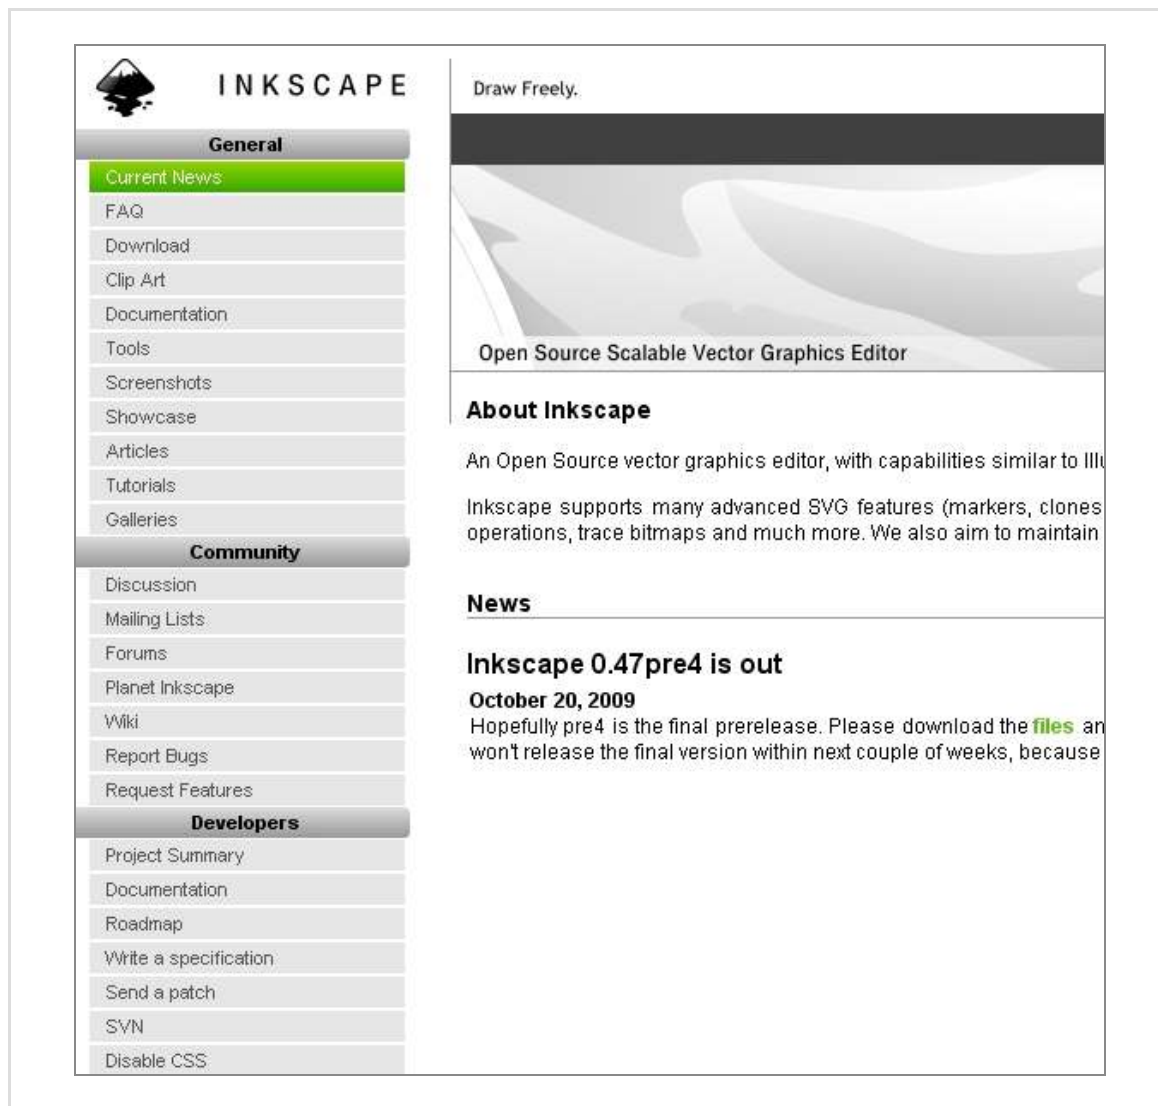 INKSCAPE
Draw Freely.
General
Current News
FAQ
Download
Clip Art
Documentation
Tools
Screenshots
Showcase
Articles
Tutorials
Galleries
Community
Discussion
Mailing Lists
Forums
Planet Inkscape
Wiki
Report Bugs
Request Features
Developers
Project Summary
Documentation
Roadmap
Write a specification
Send a patch
SVN
Disable CSS
Open Source Scalable Vector Graphics Editor
About Inkscape
An Open Source vector graphics editor, with capabilities similar to
Inkscape supports many advanced SVG features (markers, clones
operations, trace bitmaps and much more. We also aim to maintain
News
Inkscape 0.47pre4 is out
October 20, 2009
Hopefully pre4 is the final prerelease. Please download the files an
won't release the final version within next couple of weeks, because